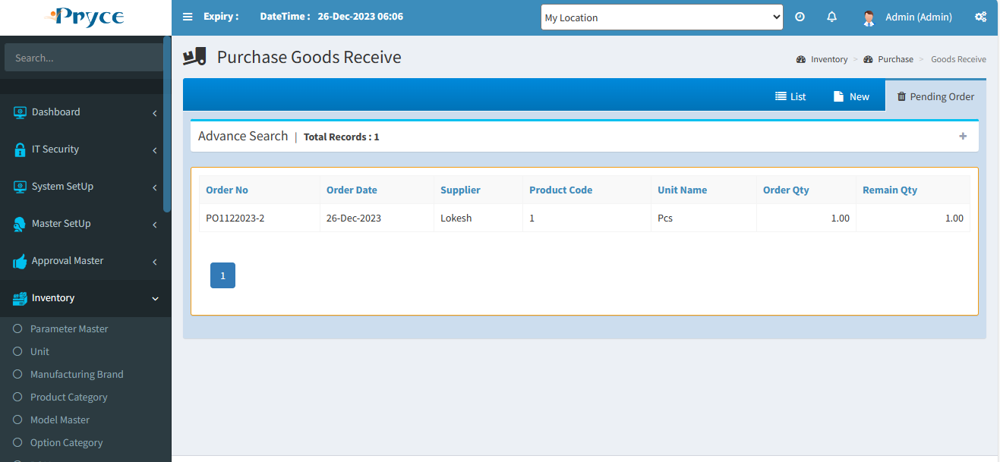 Pryce
Expiry : DateTime : 26-Dec-2023 06:06
My Location
Admin (Admin)
Search...
Dashboard
IT Security
System SetUp
Master SetUp
Approval Master
Inventory
Parameter Master
Unit
Manufacturing Brand
Product Category
Model Master
Option Category
Purchase Goods Receive
Inventory > Purchase > Goods Receive
List New Pending Order
Advance Search | Total Records : 1
Order No Order Date Supplier Product Code Unit Name Order Qty Remain Qty
PO1122023-2 26-Dec-2023 Lokesh 1 Pcs 1.00 1.00
1